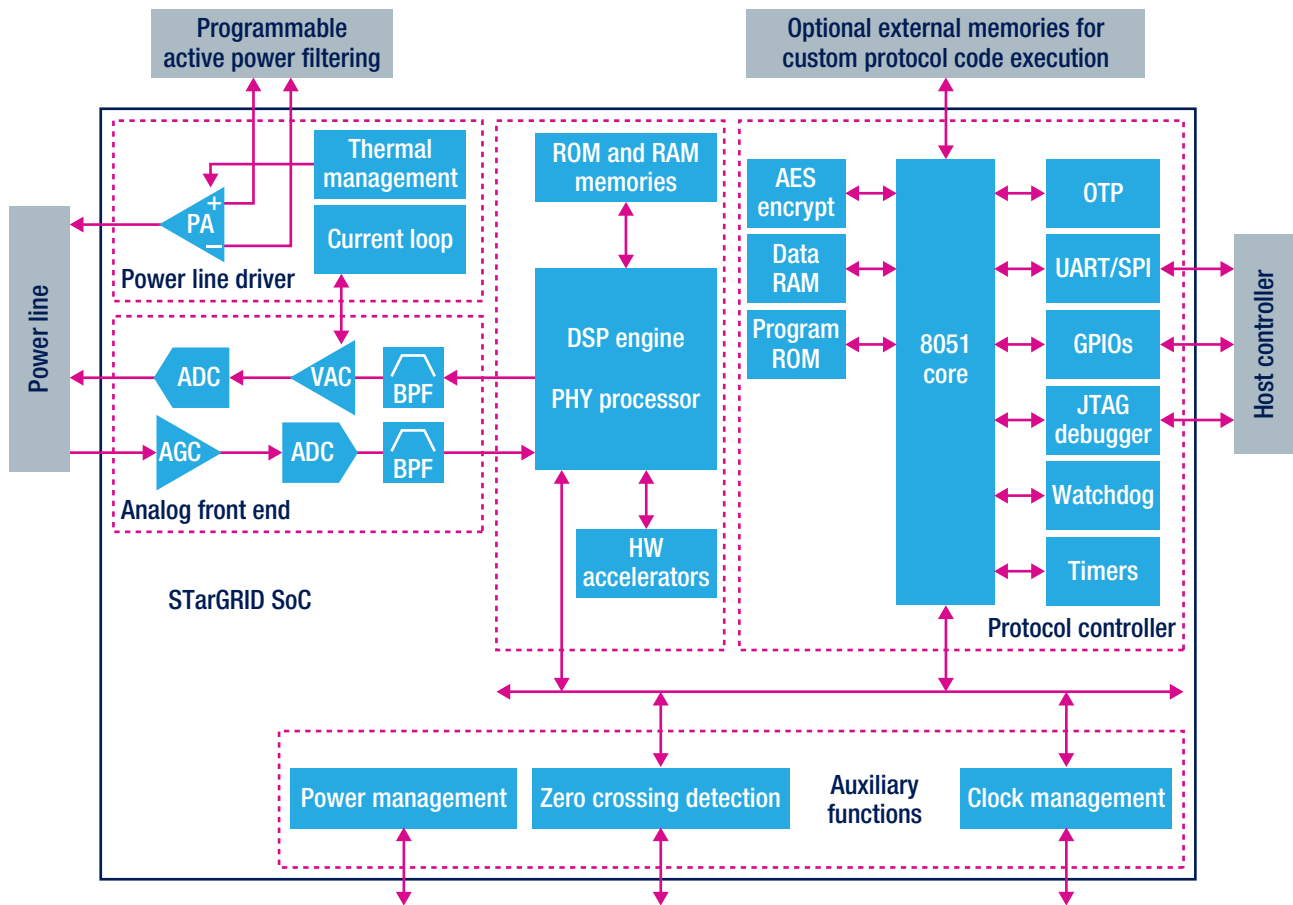 Programmable
active power filtering
Optional external memories for
custom protocol code execution
Thermal
management
PA
+
−
Current loop
Power line driver
Power line
ADC
VAC
BPF
AGC
ADC
BPF
Analog front end
STarGRID SoC
ROM and RAM
memories
DSP engine
PHY processor
HW
accelerators
AES
encrypt
Data
RAM
Program
ROM
8051
core
OTP
UART/SPI
GPIOs
JTAG
debugger
Watchdog
Timers
Protocol controller
Host controller
Power management
Zero crossing detection
Auxiliary
functions
Clock management